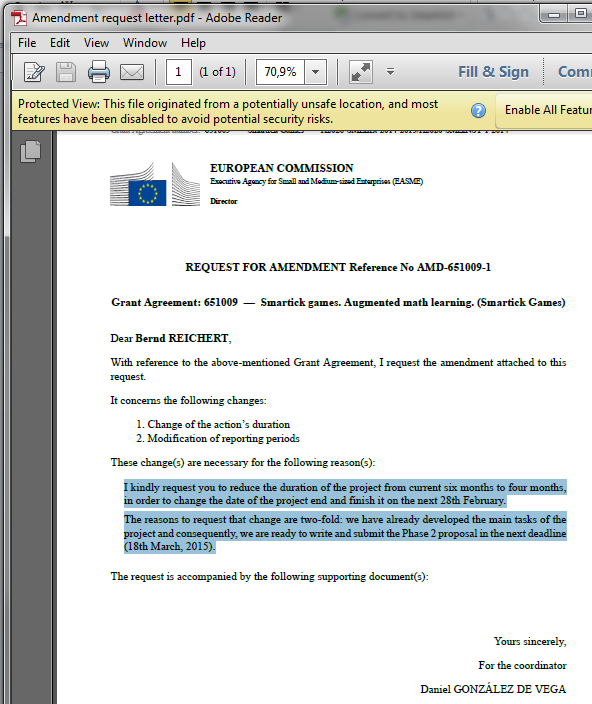 Amendment request letter.pdf - Adobe Reader
File Edit View Window Help
1 (1 of 1) 70,9% Fill & Sign
Protected View: This file originated from a potentially unsafe location, and most
features have been disabled to avoid potential security risks.
? Enable All
EUROPEAN COMMISSION
Executive Agency for Small and Medium-sized Enterprises (EASME)
Director
REQUEST FOR AMENDMENT Reference No AMD-651009-1
Grant Agreement: 651009 — Smartick games. Augmented math learning. (Smartick Games)
Dear Bernd REICHERT,
With reference to the above-mentioned Grant Agreement, I request the amendment attached to this
request.
It concerns the following changes:
1. Change of the action's duration
2. Modification of reporting periods
These change(s) are necessary for the following reason(s):
I kindly request you to reduce the duration of the project from current six months to four months,
in order to change the date of the project end and finish it on the next 28th February.
The reasons to request that change are two-fold: we have already developed the main tasks of the
project and consequently, we are ready to write and submit the Phase 2 proposal in the next deadline
(18th March, 2015).
The request is accompanied by the following supporting document(s):
Yours sincerely,
For the coordinator
Daniel GONZÁLEZ DE VEGA